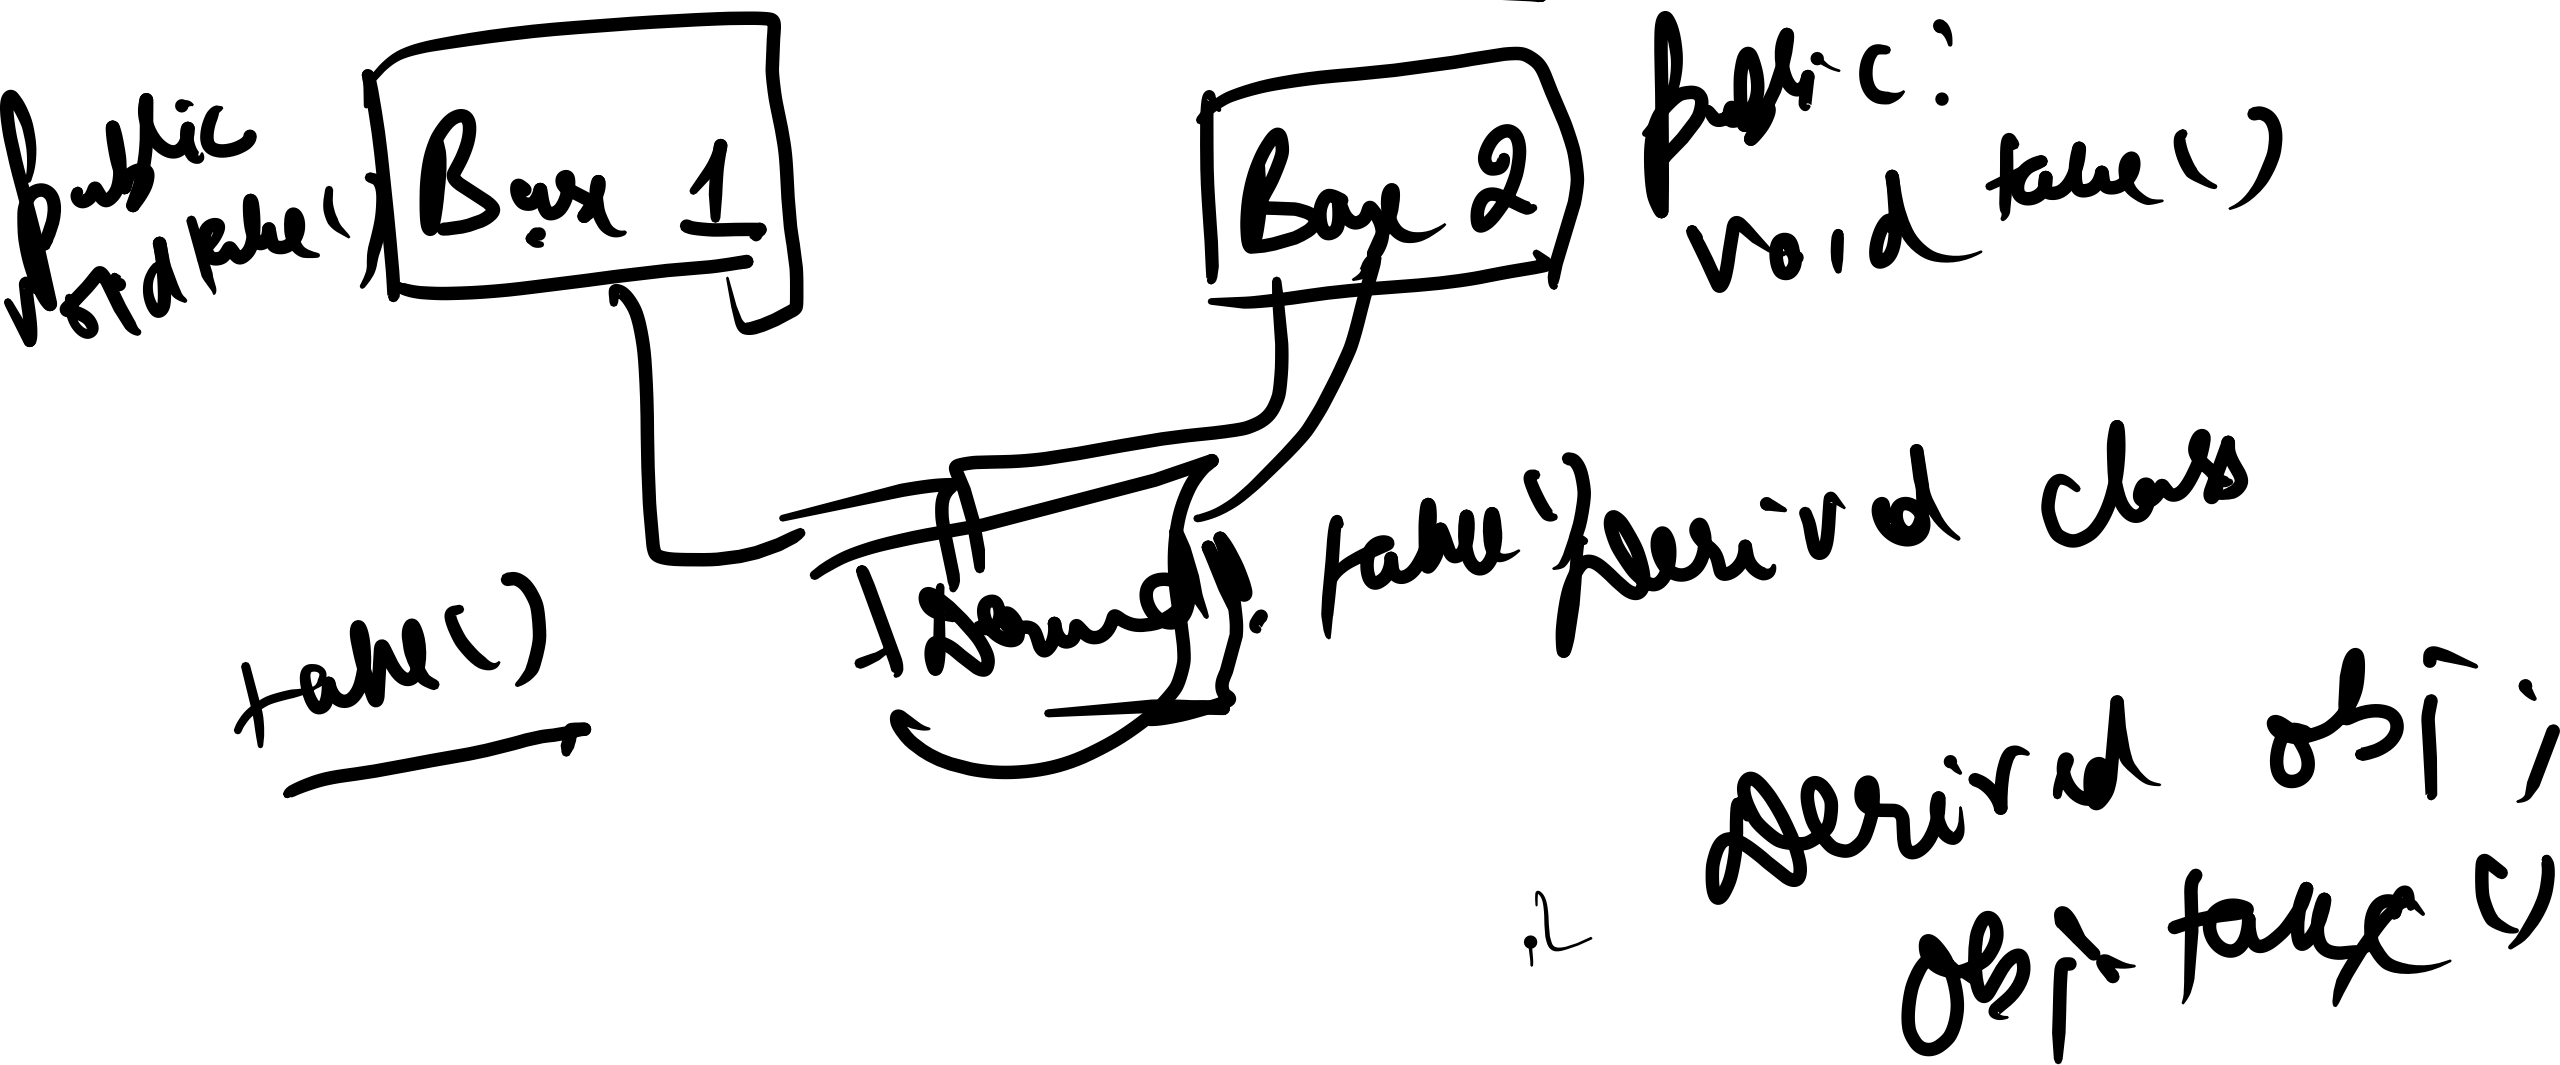 public
void take()
Base 1
Base 2
public:
void take()
take() Derived class
Derived
take()
Derived obj;
obj. take()